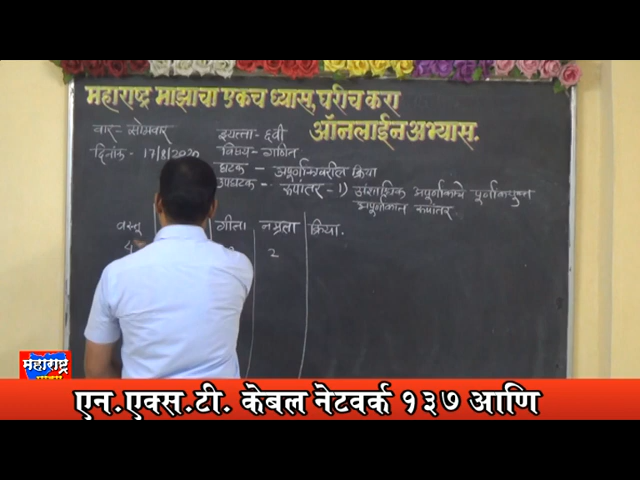 महाराष्ट्र माझाचा एकच ध्यास, घरीच करा
ऑनलाईन अभ्यास.
वार = सोमवार
इयत्ता - ६वी
दिनांक - 17/8/2020
विषय - गणित
घटक - अपूर्णांकावरील क्रिया
उपघटक - रूपांतर - 1) अंशाधिक अपूर्णांकाचे पूर्णांकयुक्त
अपूर्णांकात रूपांतर.
वस्तू गीता नम्रता क्रिया.
4 2
महाराष्ट्र
माझा
एन.एक्स.टी. केबल नेटवर्क १३७ आणि